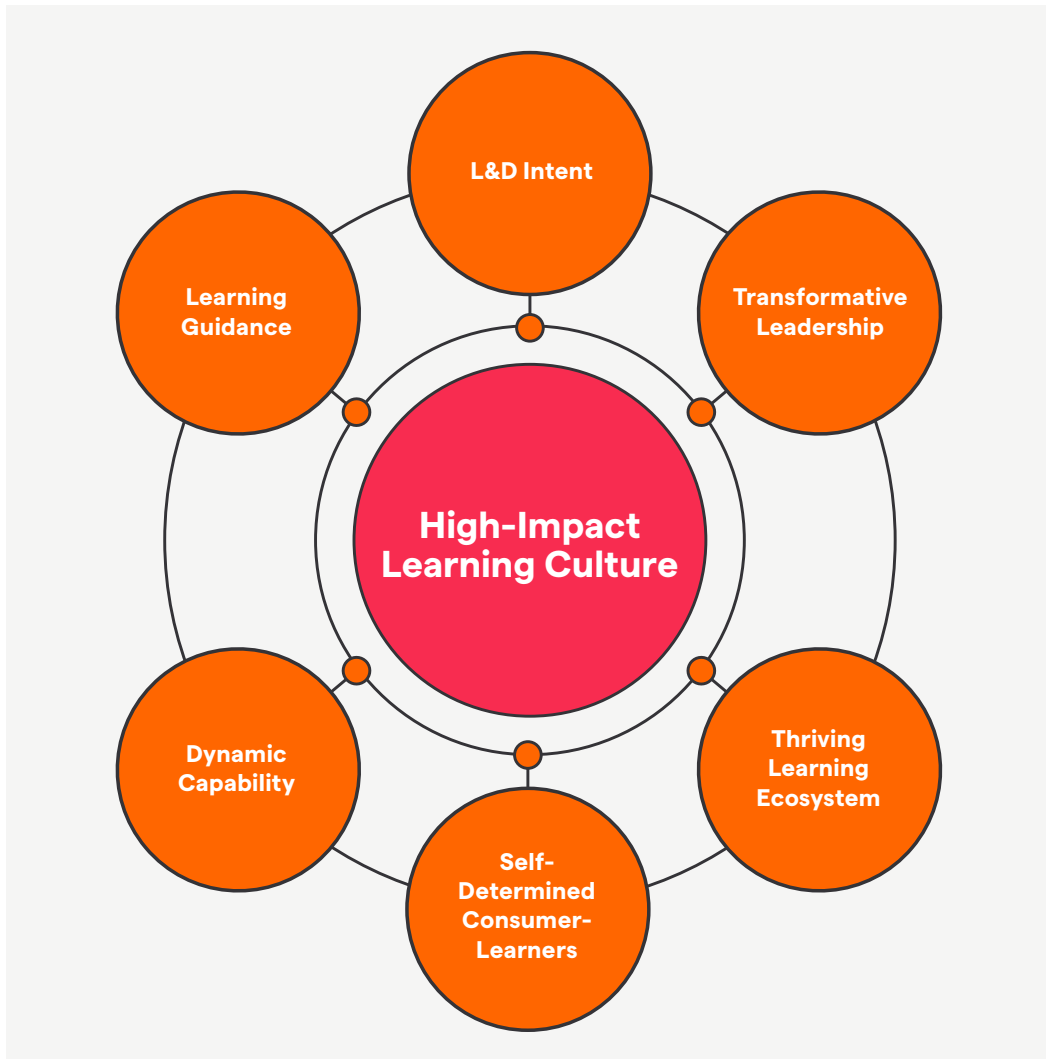 L&D Intent
Learning
Guidance
Transformative
Leadership
High-Impact
Learning Culture
Dynamic
Capability
Thriving
Learning
Ecosystem
Self-
Determined
Consumer-
Learners